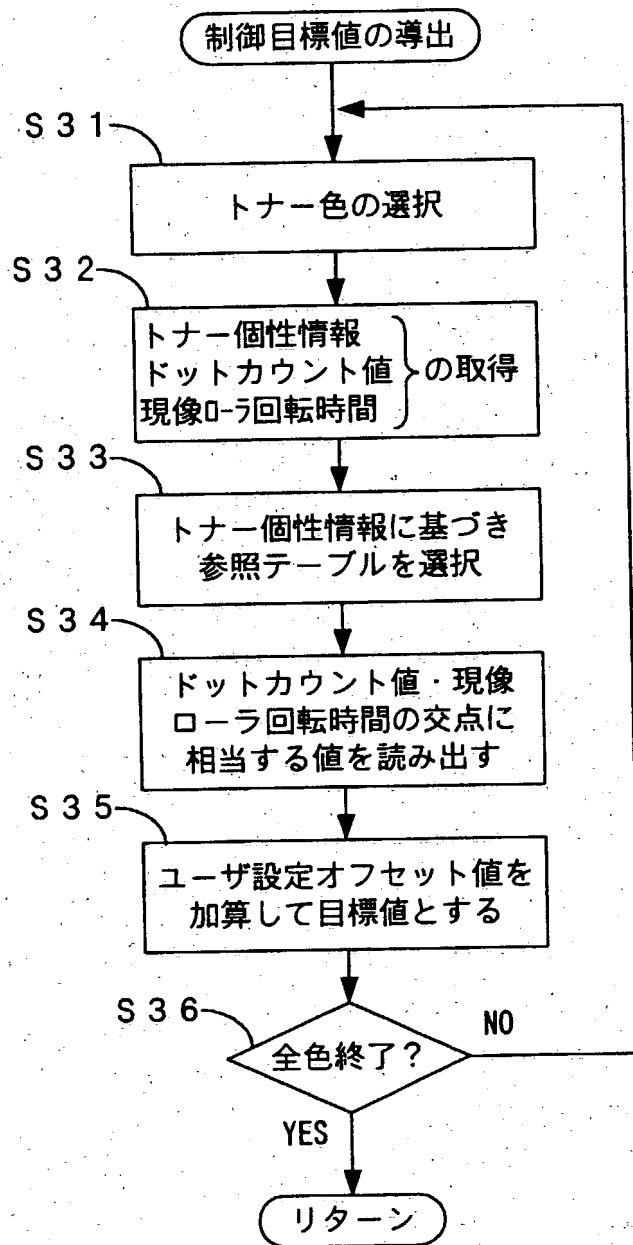 制御目標値の導出
S31
トナー色の選択
S32
トナー個性情報
ドットカウント値
現像ローラ回転時間
の取得
S33
トナー個性情報に基づき
参照テーブルを選択
S34
ドットカウント値・現像
ローラ回転時間の交点に
相当する値を読み出す
S35
ユーザ設定オフセット値を
加算して目標値とする
S36
全色終了?
NO
YES
リターン